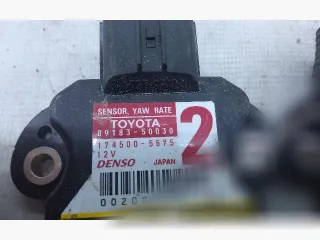 SENSOR, YAW RATE
TOYOTA
89183-50030
174500-5575
12V
2
DENSO JAPAN